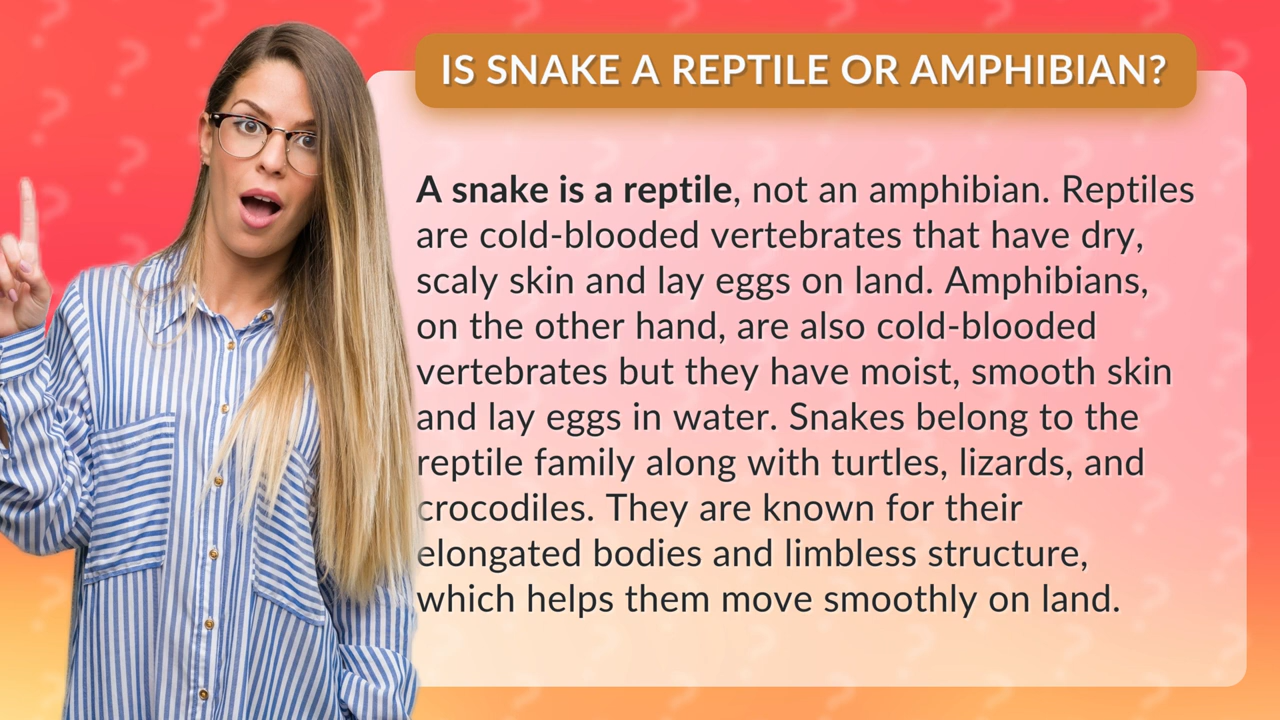 IS SNAKE A REPTILE OR AMPHIBIAN?
A snake is a reptile, not an amphibian. Reptiles
are cold-blooded vertebrates that have dry,
scaly skin and lay eggs on land. Amphibians,
on the other hand, are also cold-blooded
vertebrates but they have moist, smooth skin
and lay eggs in water. Snakes belong to the
reptile family along with turtles, lizards, and
crocodiles. They are known for their
elongated bodies and limbless structure,
which helps them move smoothly on land.